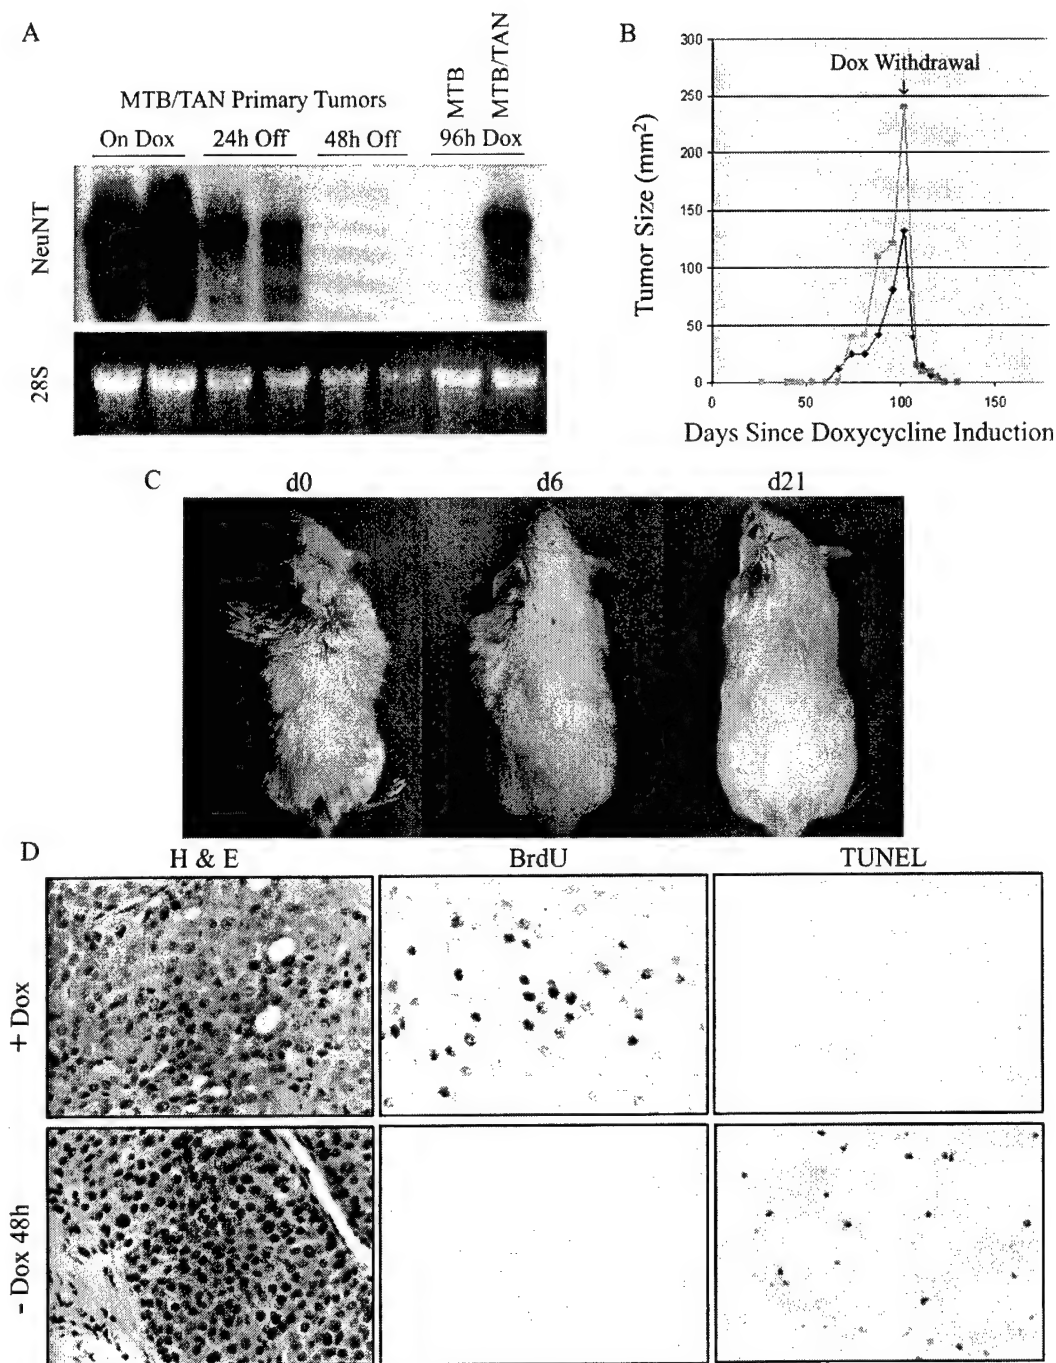 A
MTB/TAN Primary Tumors
On Dox
24h Off
48h Off
MTB
MTB/TAN
96h Dox
NeuNT
28S
B
300
250
200
150
100
50
0
Dox Withdrawal
0
50
100
150
Tumor Size (mm²)
Days Since Doxycycline Induction
C
d0
d6
d21
D
H & E
BrdU
TUNEL
+ Dox
- Dox 48h